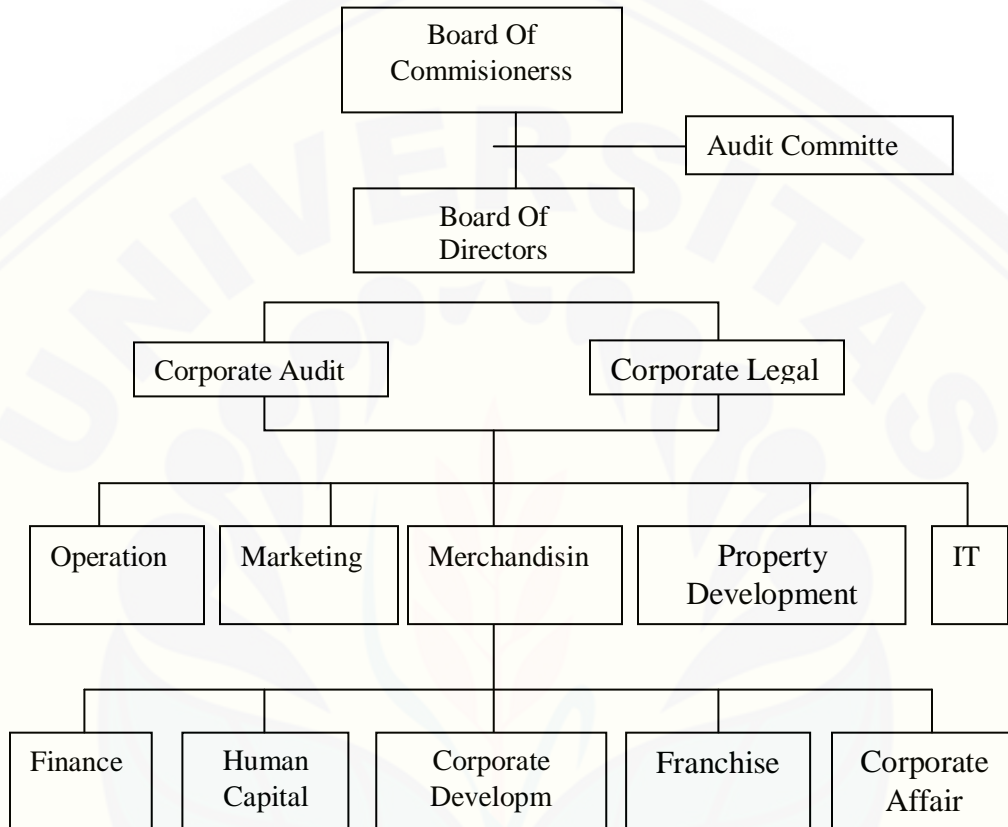 Board Of
Commisionerss
Audit Committe
Board Of
Directors
Corporate Audit
Corporate Legal
Operation
Marketing
Merchandisin
Property
Development
IT
Finance
Human
Capital
Corporate
Developm
Franchise
Corporate
Affair
UNIVERSITAS